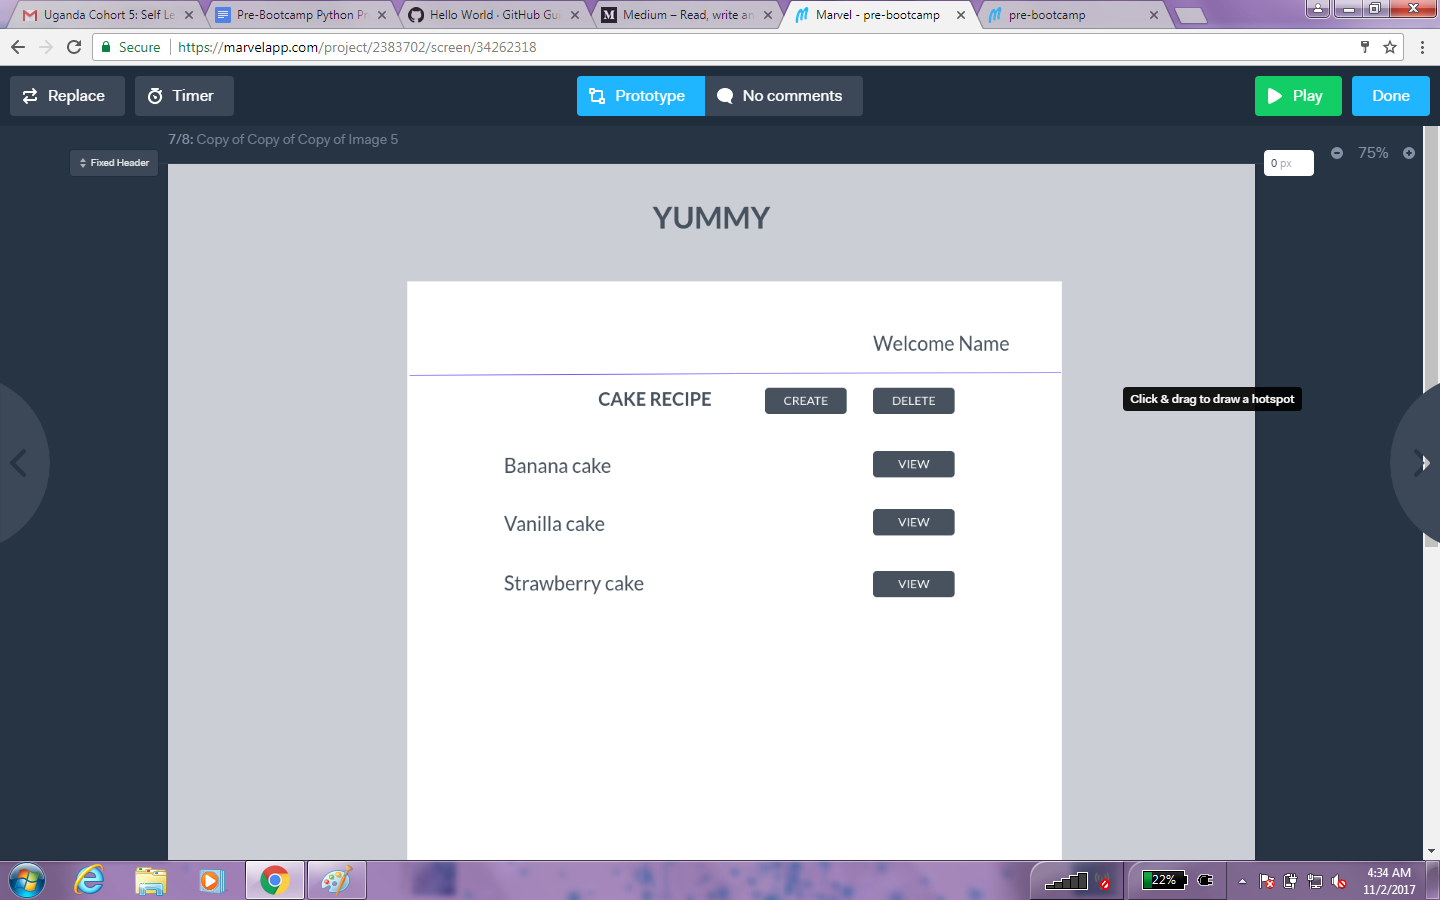 Uganda Cohort 5: Self Le
Pre-Bootcamp Python Pr
Hello World · GitHub Gui
Medium – Read, write an
Marvel - pre-bootcamp
pre-bootcamp
Secure
https://marvelapp.com/project/2383702/screen/34262318
Replace
Timer
Prototype
No comments
Play
Done
7/8: Copy of Copy of Copy of Image 5
Fixed Header
0 px
75%
YUMMY
Welcome Name
CAKE RECIPE
CREATE
DELETE
Click & drag to draw a hotspot
Banana cake
VIEW
Vanilla cake
VIEW
Strawberry cake
VIEW
22%
4:34 AM
11/2/2017